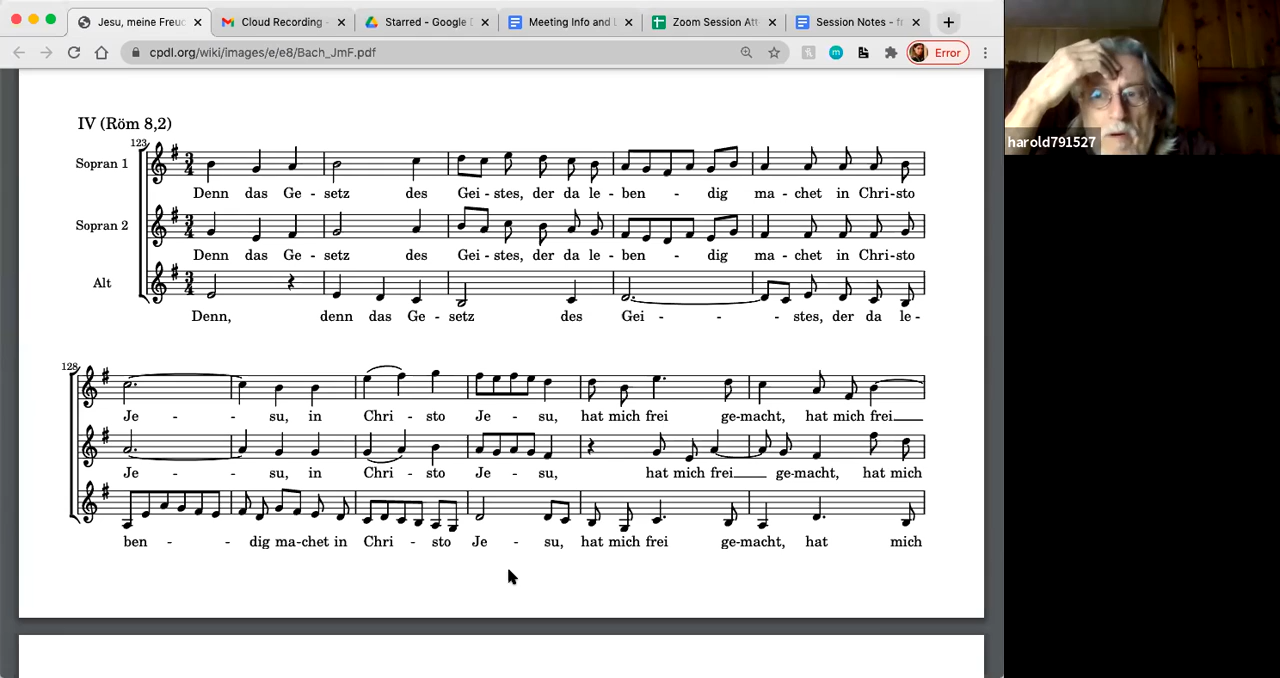 Jesu, meine Freuc
Cloud Recording -
Starred - Google D
Meeting Info and L
Zoom Session Atte
Session Notes - fr
cpdl.org/wiki/images/e/e8/Bach_JmF.pdf
Error
harold791527
IV (Röm 8,2)
123
Sopran 1
Denn das Ge - setz des Gei - stes, der da le - ben - dig ma - chet in Chri - sto
Sopran 2
Denn das Ge - setz des Gei - stes, der da le - ben - dig ma - chet in Chri - sto
Alt
Denn, denn das Ge - setz des Gei - - - stes, der da le -
128
Je - - su, in Chri - sto Je - su, hat mich frei ge-macht, hat mich frei
Je - - su, in Chri - sto Je - su, hat mich frei ge-macht, hat mich
ben - - dig ma-chet in Chri - sto Je - su, hat mich frei ge-macht, hat mich